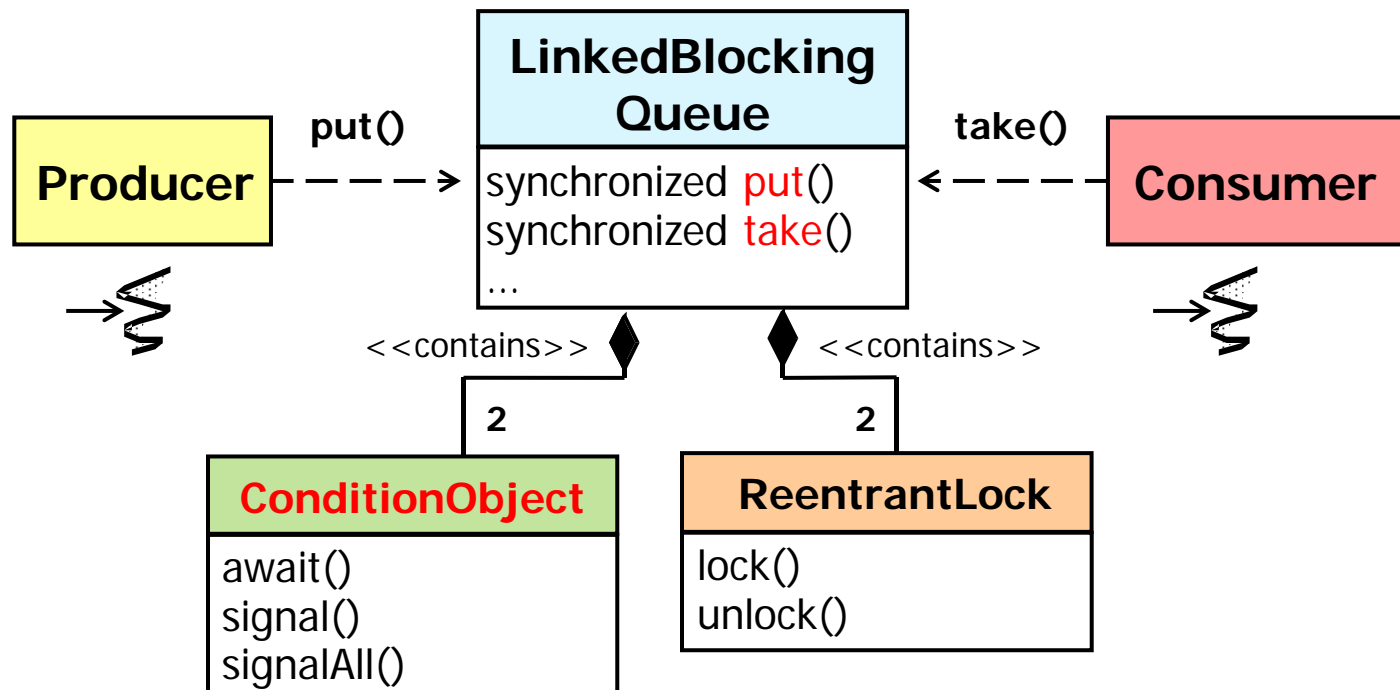 LinkedBlocking
Queue
put()
take()
Producer
Consumer
synchronized put()
synchronized take()
...
<<contains>>
<<contains>>
2
2
ConditionObject
ReentrantLock
await()
signal()
signalAll()
lock()
unlock()